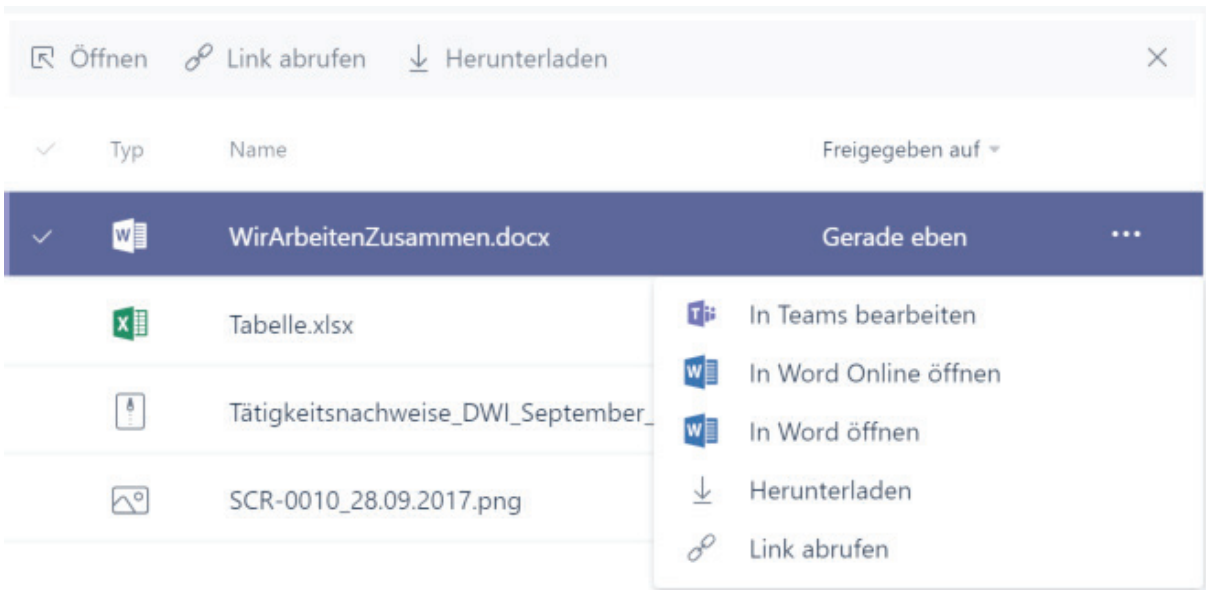 Öffnen Link abrufen Herunterladen
Typ Name Freigegeben auf
WirArbeitenZusammen.docx Gerade eben
Tabelle.xlsx
In Teams bearbeiten
In Word Online öffnen
Tätigkeitsnachweise_DWI_September_
In Word öffnen
Herunterladen
SCR-0010_28.09.2017.png
Link abrufen